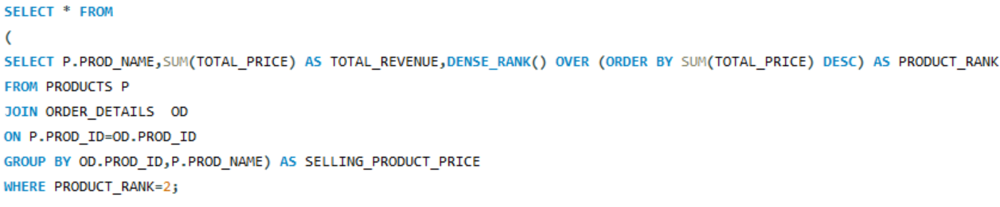 SELECT * FROM
(
SELECT P.PROD_NAME,SUM(TOTAL_PRICE) AS TOTAL_REVENUE,DENSE_RANK() OVER (ORDER BY SUM(TOTAL_PRICE) DESC) AS PRODUCT_RANK
FROM PRODUCTS P
JOIN ORDER_DETAILS  OD
ON P.PROD_ID=OD.PROD_ID
GROUP BY OD.PROD_ID,P.PROD_NAME) AS SELLING_PRODUCT_PRICE
WHERE PRODUCT_RANK=2;